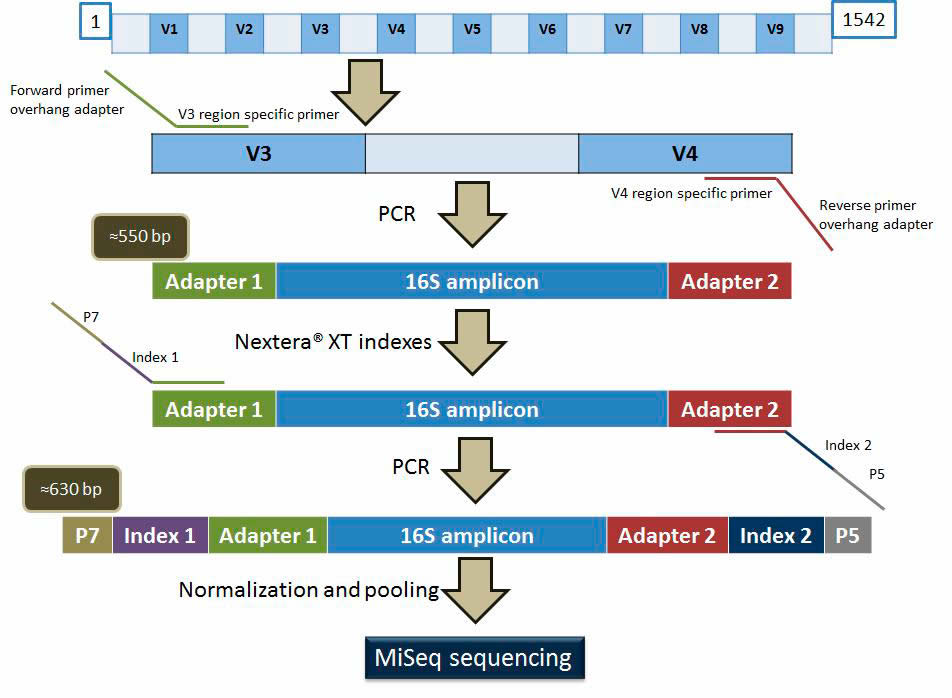 1
V1 V2 V3 V4 V5 V6 V7 V8 V9
1542
Forward primer
overhang adapter
V3 region specific primer
V3 V4
V4 region specific primer
Reverse primer
overhang adapter
PCR
≈550 bp
Adapter 1 16S amplicon Adapter 2
P7
Index 1
Nextera® XT indexes
Adapter 1 16S amplicon Adapter 2
Index 2
P5
PCR
≈630 bp
P7 Index 1 Adapter 1 16S amplicon Adapter 2 Index 2 P5
Normalization and pooling
MiSeq sequencing